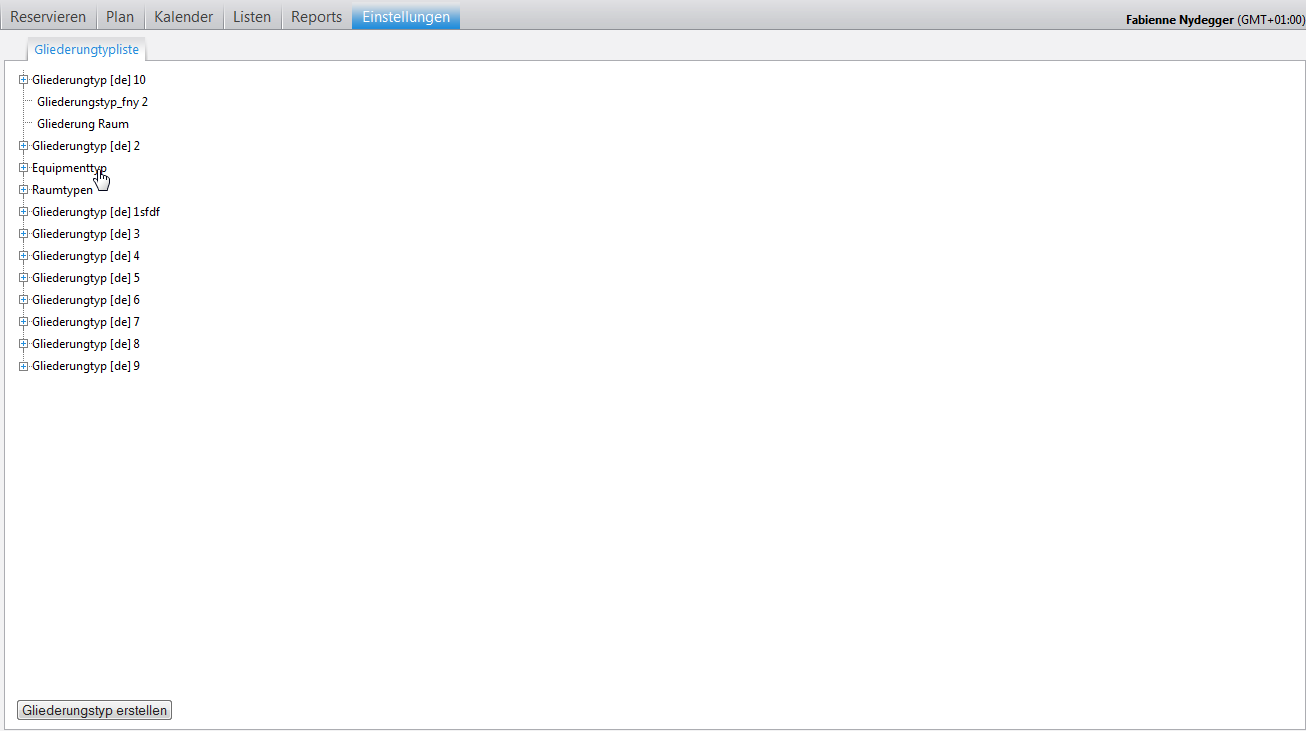 Reservieren Plan Kalender Listen Reports Einstellungen Fabienne Nydegger (GMT+01:00)
Gliederungtypliste
Gliederungtyp [de] 10
Gliederungstyp_fny 2
Gliederung Raum
Gliederungtyp [de] 2
Equipmenttyp
Raumtypen
Gliederungtyp [de] 1sfdf
Gliederungtyp [de] 3
Gliederungtyp [de] 4
Gliederungtyp [de] 5
Gliederungtyp [de] 6
Gliederungtyp [de] 7
Gliederungtyp [de] 8
Gliederungtyp [de] 9
Gliederungstyp erstellen